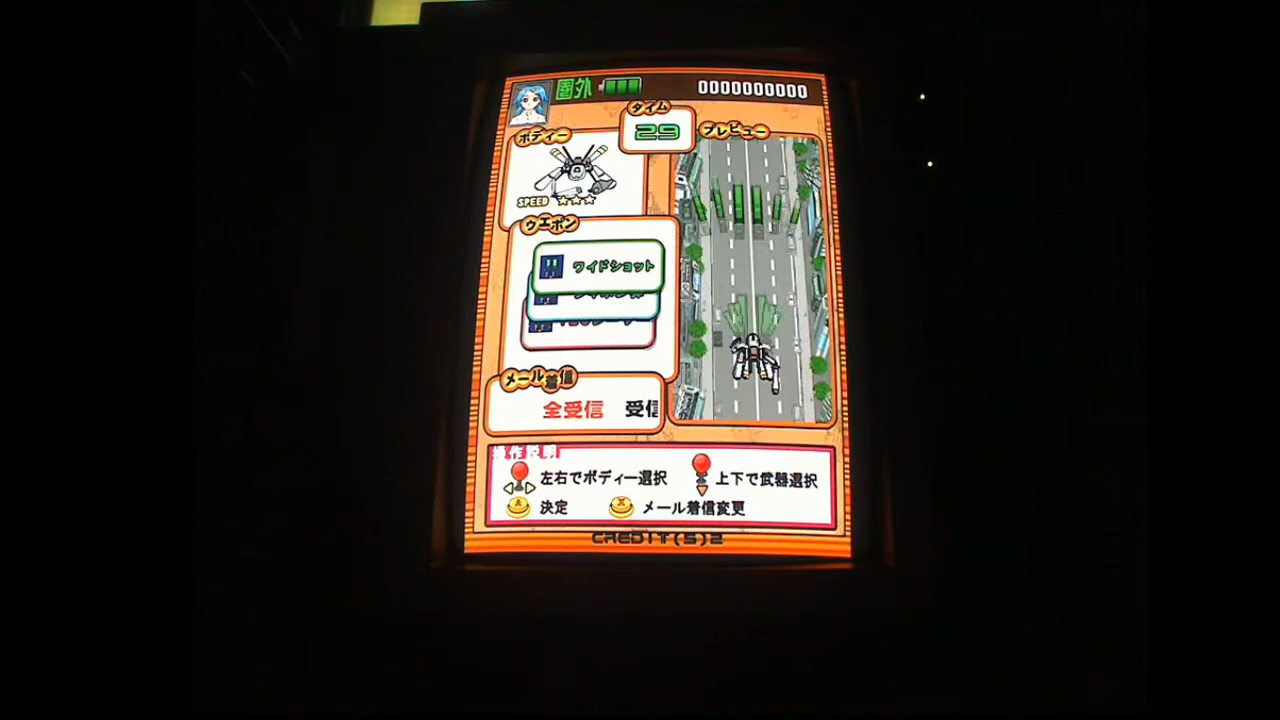 圏外
0000000000
タイム
29
ボディー
プレビュー
SPEED ★★★
ウエポン
ワイドショット
メール着信
全受信 受信
操作説明
左右でボディー選択
上下で武器選択
A 決定
X メール着信変更
CREDIT(S)2